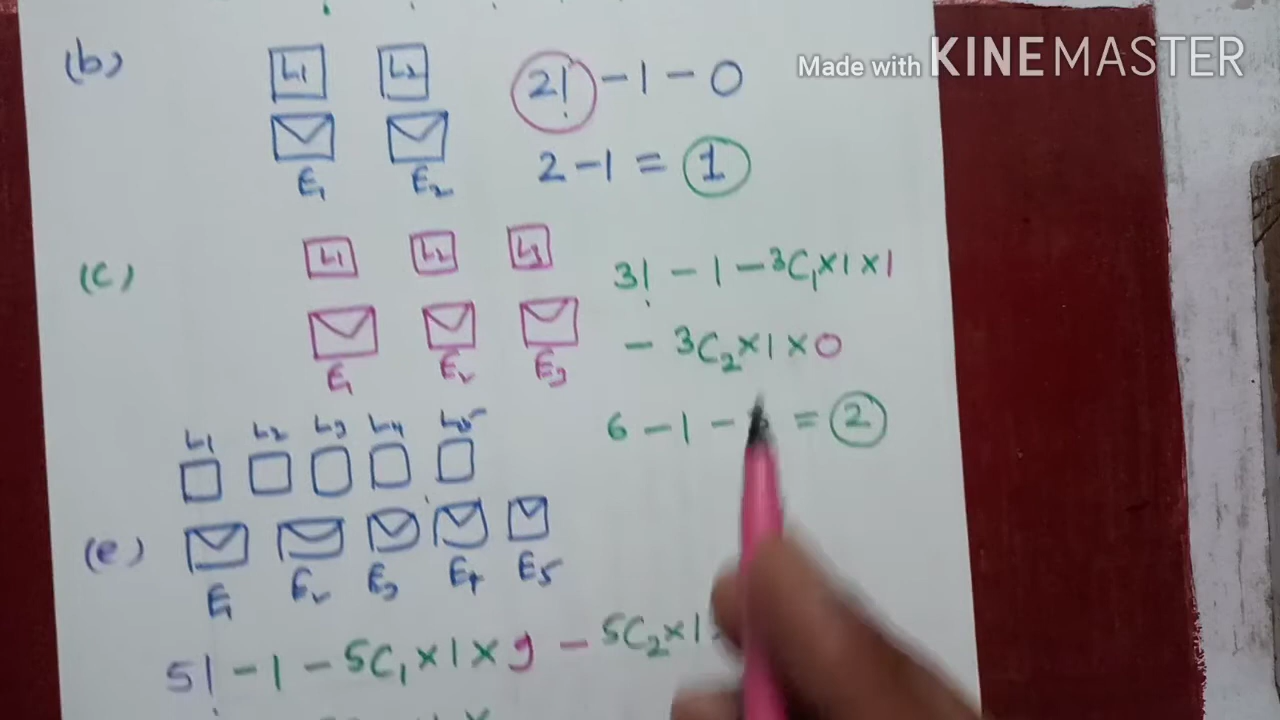 Made with KINEMASTER
(b) L1 L2 2! - 1 - 0
E1 E2 2 - 1 = 1
(c) L1 L2 L3 3! - 1 - ³C₁×1×1
E1 E2 E3 - ³C₂×1×0
6 - 1 - = 2
L1 L2 L3 L4 L5
(e)
E1 E2 E3 E4 E5
5! - 1 - 5C₁×1×9 - 5C₂×1